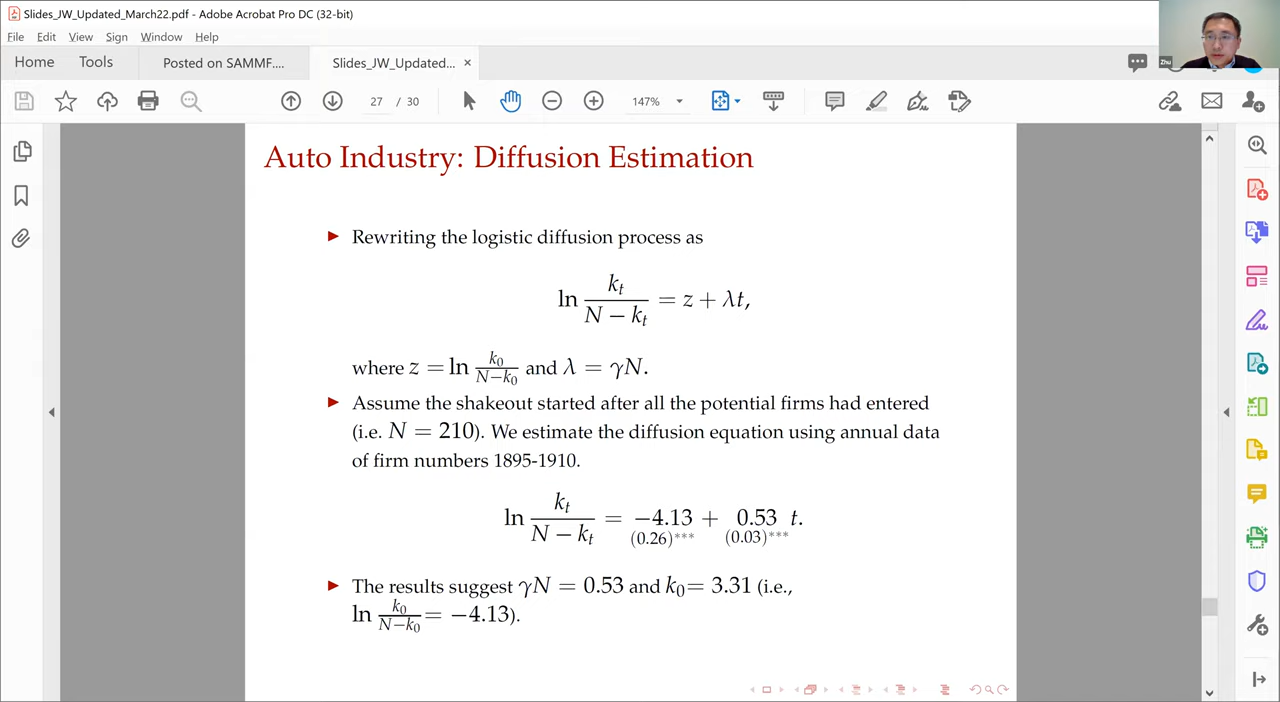 Slides_JW_Updated_March22.pdf - Adobe Acrobat Pro DC (32-bit)
File Edit View Sign Window Help
Home Tools Posted on SAMMF.... Slides_JW_Updated... ×
27 / 30 147%
Zhu
Auto Industry: Diffusion Estimation
▶ Rewriting the logistic diffusion process as
ln k_t / (N − k_t) = z + λt,
where z = ln k_0 / (N−k_0) and λ = γN.
▶ Assume the shakeout started after all the potential firms had entered
(i.e. N = 210). We estimate the diffusion equation using annual data
of firm numbers 1895-1910.
ln k_t / (N − k_t) = −4.13 + 0.53 t.
(0.26)*** (0.03)***
▶ The results suggest γN = 0.53 and k_0 = 3.31 (i.e.,
ln k_0 / (N−k_0) = −4.13).